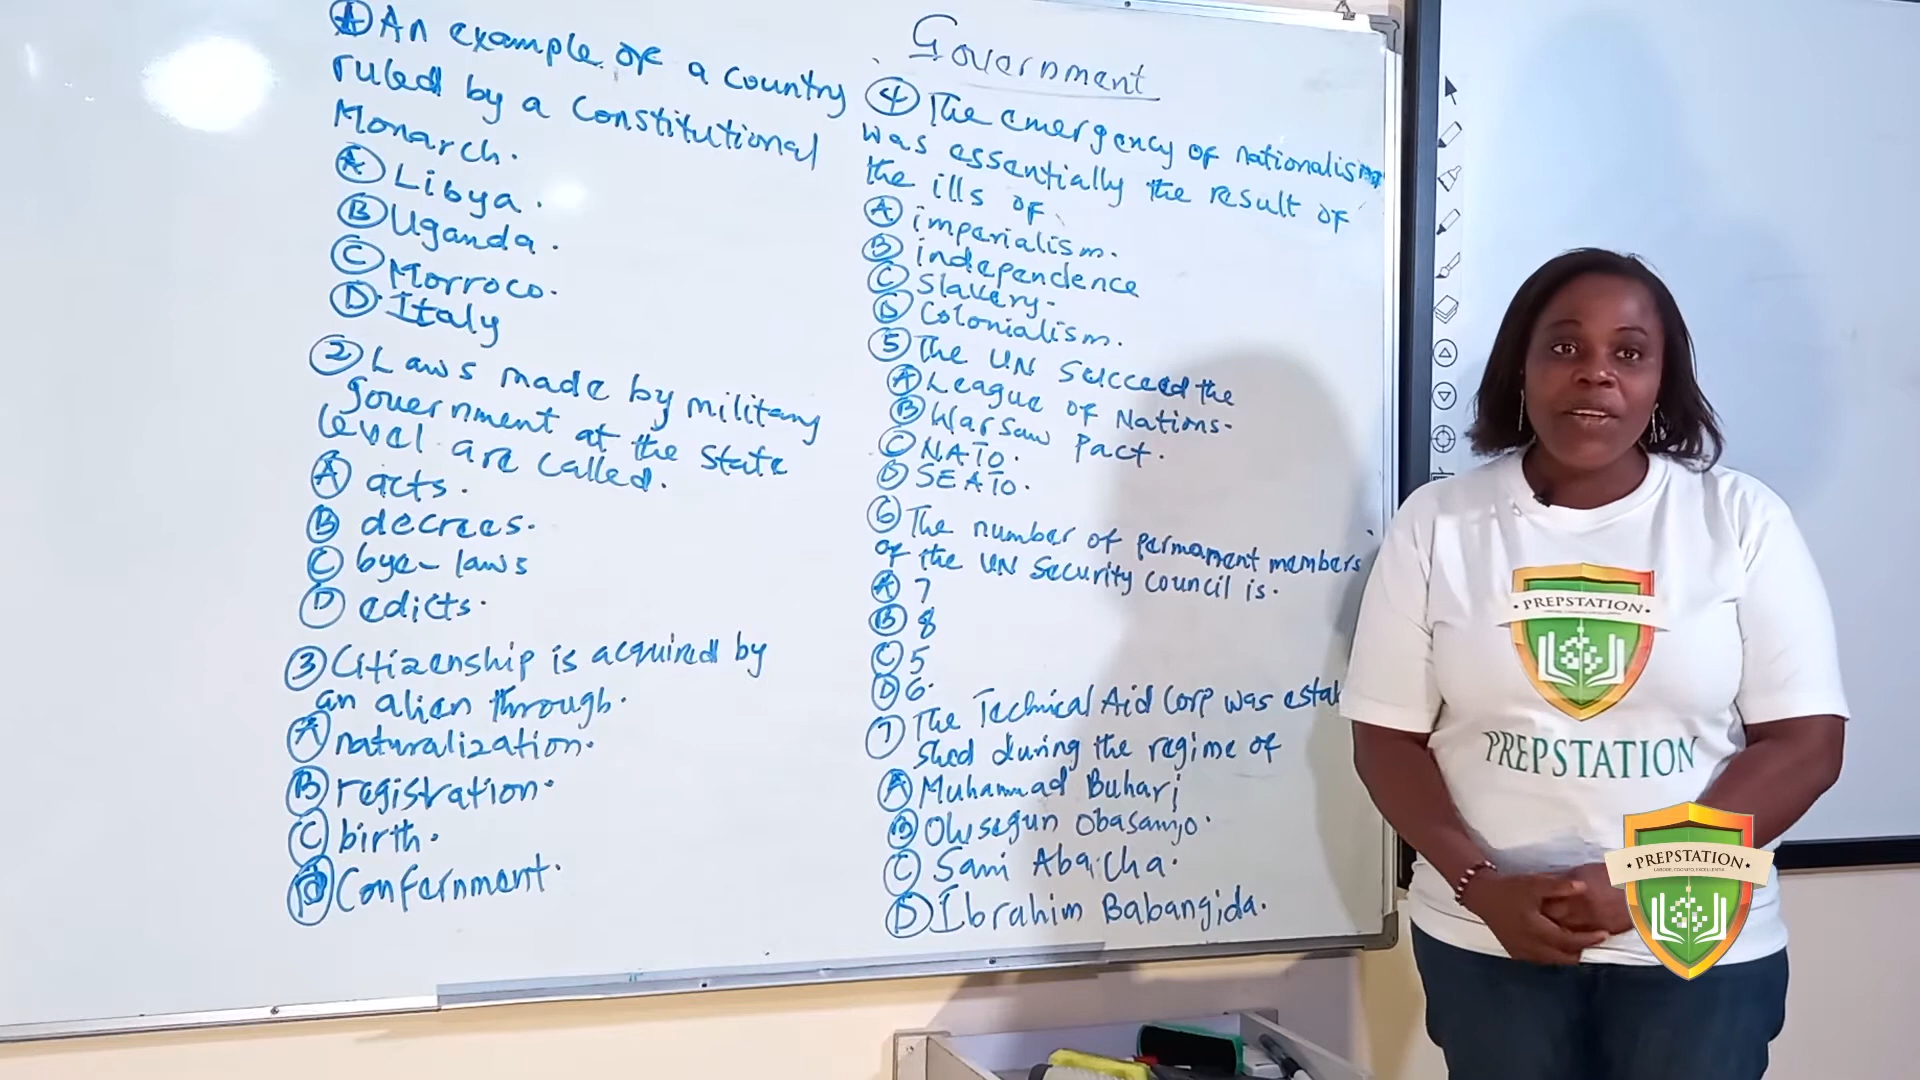 Government
An example of a country
ruled by a Constitutional
Monarch.
A Libya.
B Uganda.
C Morroco.
D Italy
2 Laws made by military
government at the state
level are called.
A acts.
B decrees.
C bye-laws
D edicts.
3 Citizenship is acquired by
an alien through.
A naturalization.
B registration.
C birth.
D Confernment.
4 The emergency of nationalism
was essentially the result of
the ills of
A imperialism.
B independence
C Slavery.
D Colonialism.
5 The UN Succeed the
A League of Nations.
B Warsaw Pact.
C NATO.
D SEATO.
6 The number of permament members
of the UN Security Council is.
A 7
B 8
C 5
D 6.
7 The Technical Aid Corp was estab
shed during the regime of
A Muhammad Buhari
B Olusegun Obasanjo.
C Sani Abacha.
D Ibrahim Babangida.
PREPSTATION
PREPSTATION
PREPSTATION